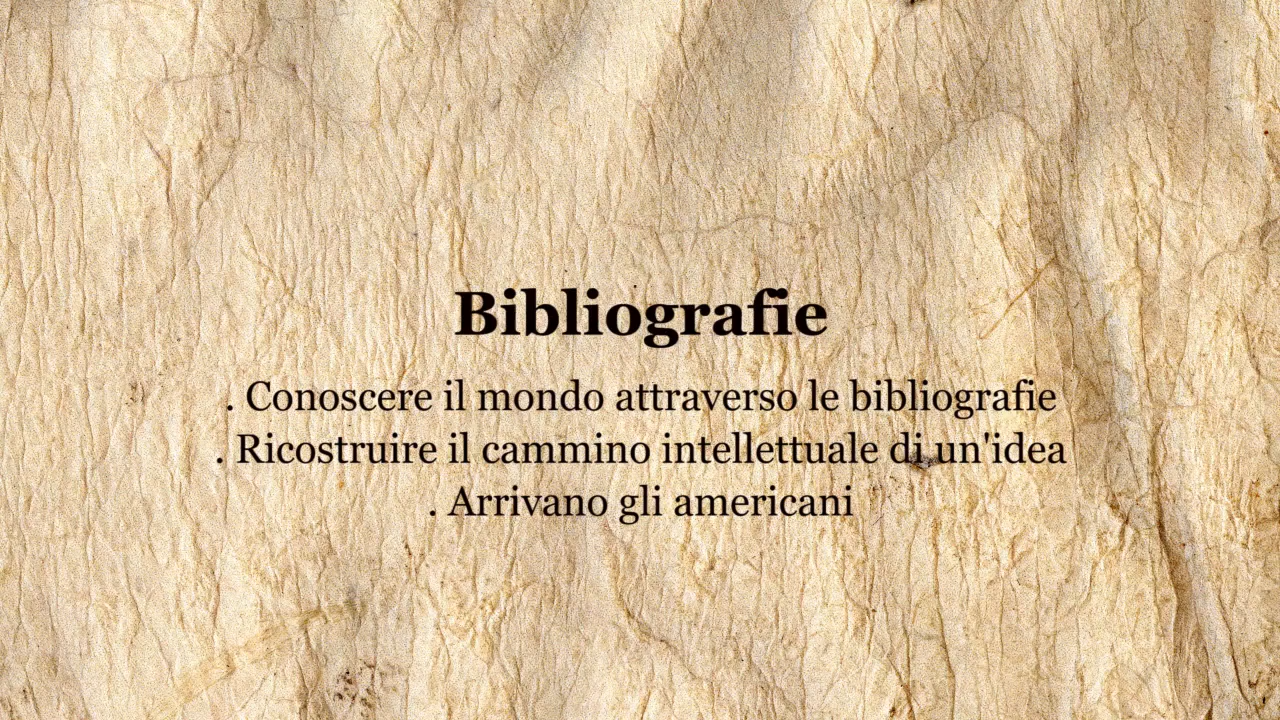 Bibliografie
. Conoscere il mondo attraverso le bibliografie
. Ricostruire il cammino intellettuale di un'idea
. Arrivano gli americani